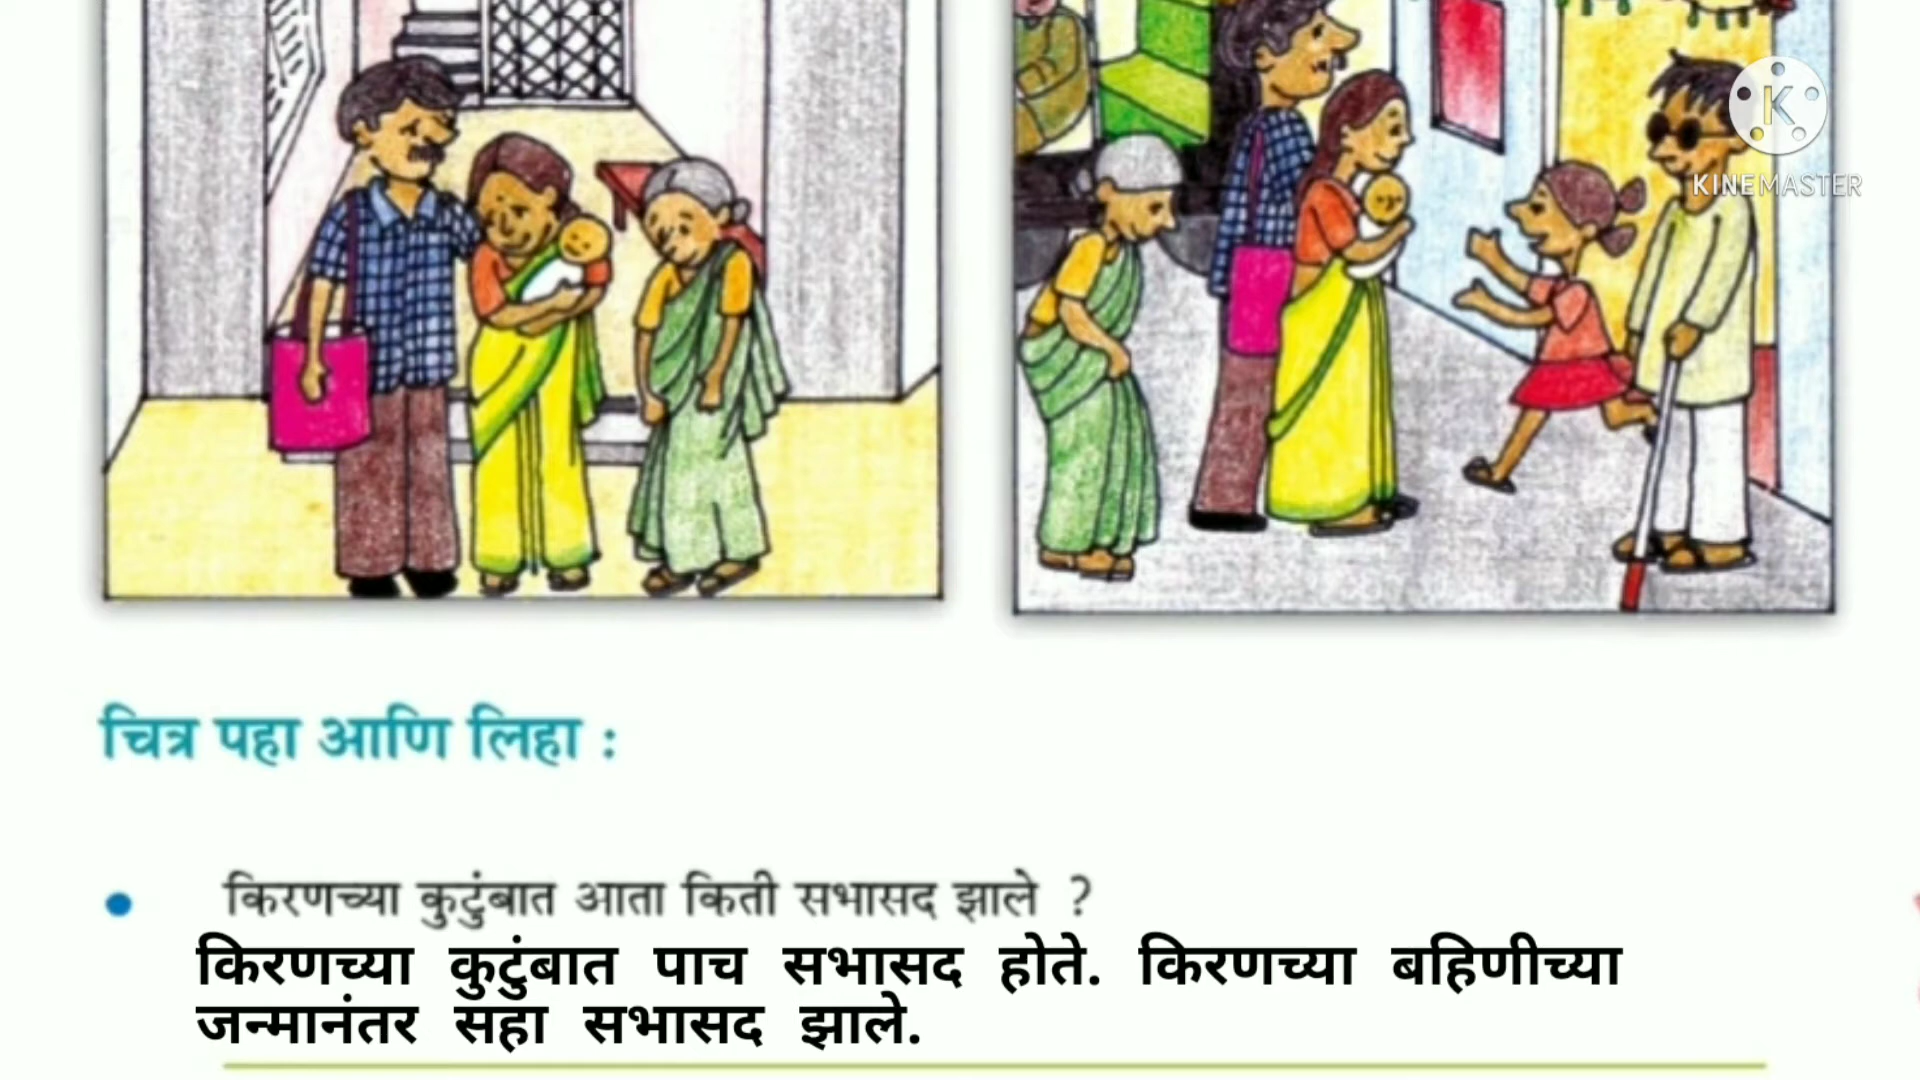 KINEMASTER
चित्र पहा आणि लिहा :
किरणच्या कुटुंबात आता किती सभासद झाले ?
किरणच्या कुटुंबात पाच सभासद होते. किरणच्या बहिणीच्या
जन्मानंतर सहा सभासद झाले.